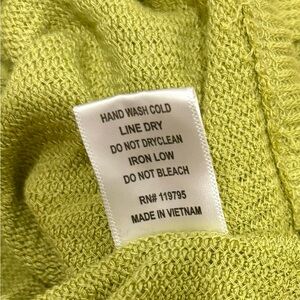 HAND WASH COLD
LINE DRY
DO NOT DRYCLEAN
IRON LOW
DO NOT BLEACH
RN# 119795
MADE IN VIETNAM